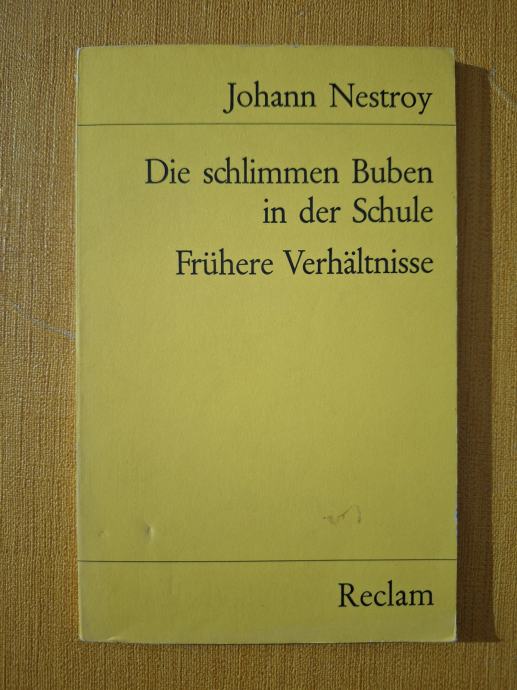 Johann Nestroy
Die schlimmen Buben
in der Schule
Frühere Verhältnisse
Reclam